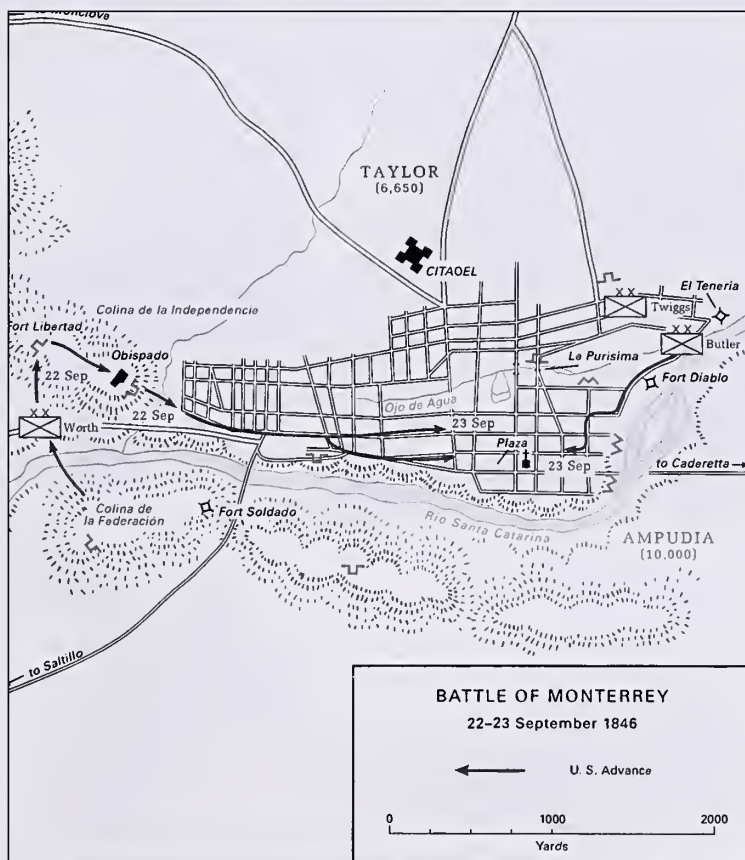 to Monclova
TAYLOR
(6,650)
CITAOEL
El Teneria
Twiggs
Colina de la Independencie
Fort Libertad
Butler
Obispado
La Purisima
22 Sep
Fort Diablo
22 Sep
Ojo de Agua
23 Sep
Worth
Plaza
23 Sep
to Caderetta
Colina de
la Federación
Fort Soldado
Rio Santa Catarina
AMPUDIA
(10,000)
to Saltillo
BATTLE OF MONTERREY
22–23 September 1846
U. S. Advance
0 1000 2000
Yards